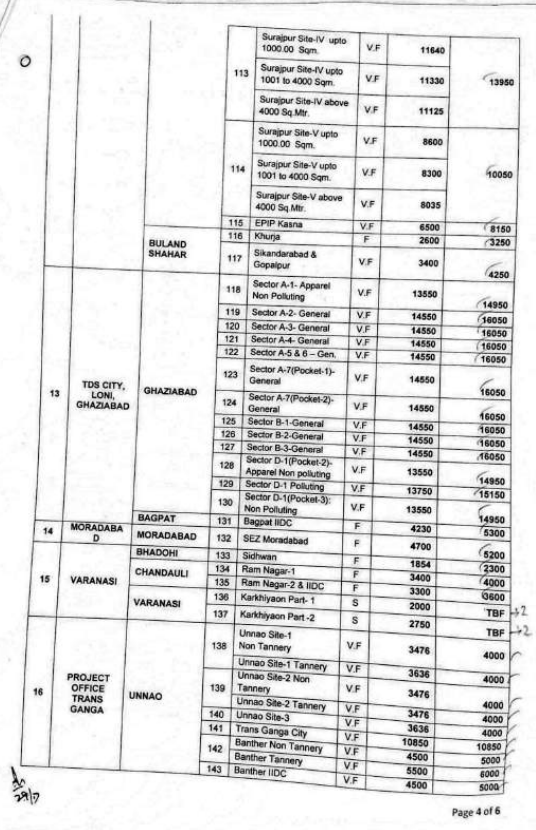 113 Surajpur Site-IV upto 1000.00 Sqm. V.F 11640 13950
Surajpur Site-IV upto 1001 to 4000 Sqm. V.F 11330
Surajpur Site-IV above 4000 Sq.Mtr. V.F 11125
114 Surajpur Site-V upto 1000.00 Sqm. V.F 8600 10050
Surajpur Site-V upto 1001 to 4000 Sqm. V.F 8300
Surajpur Site-V above 4000 Sq.Mtr. V.F 8035
115 EPIP Kasna V.F 6500 8150
BULAND SHAHAR 116 Khurja F 2600 3250
117 Sikandarabad & Gopalpur V.F 3400 4250
13 TDS CITY, LONI, GHAZIABAD GHAZIABAD 118 Sector A-1- Apparel Non Polluting V.F 13550 14950
119 Sector A-2- General V.F 14550 16050
120 Sector A-3- General V.F 14550 16050
121 Sector A-4- General V.F 14550 16050
122 Sector A-5 & 6 – Gen. V.F 14550 16050
123 Sector A-7(Pocket-1)- General V.F 14550 16050
124 Sector A-7(Pocket-2)- General V.F 14550 16050
125 Sector B-1-General V.F 14550 16050
126 Sector B-2-General V.F 14550 16050
127 Sector B-3-General V.F 14550 16050
128 Sector D-1(Pocket-2)- Apparel Non polluting V.F 13550 14950
129 Sector D-1 Polluting V.F 13750 15150
130 Sector D-1(Pocket-3): Non Polluting V.F 13550 14950
BAGPAT 131 Bagpat IIDC F 4230 5300
14 MORADABAD MORADABAD 132 SEZ Moradabad F 4700 5200
15 VARANASI BHADOHI 133 Sidhwan F 1854 2300
CHANDAULI 134 Ram Nagar-1 F 3400 4000
135 Ram Nagar-2 & IIDC F 3300 3600
VARANASI 136 Karkhiyaon Part- 1 S 2000 TBF →2
137 Karkhiyaon Part -2 S 2750 TBF →2
16 PROJECT OFFICE TRANS GANGA UNNAO 138 Unnao Site-1 Non Tannery V.F 3476 4000
Unnao Site-1 Tannery V.F 3636 4000
139 Unnao Site-2 Non Tannery V.F 3476 4000
Unnao Site-2 Tannery V.F 3476 4000
140 Unnao Site-3 V.F 3636 4000
141 Trans Ganga City V.F 10850 10850
142 Banther Non Tannery V.F 4500 5000
Banther Tannery V.F 5500 6000
143 Banther IIDC V.F 4500 5000
Page 4 of 6